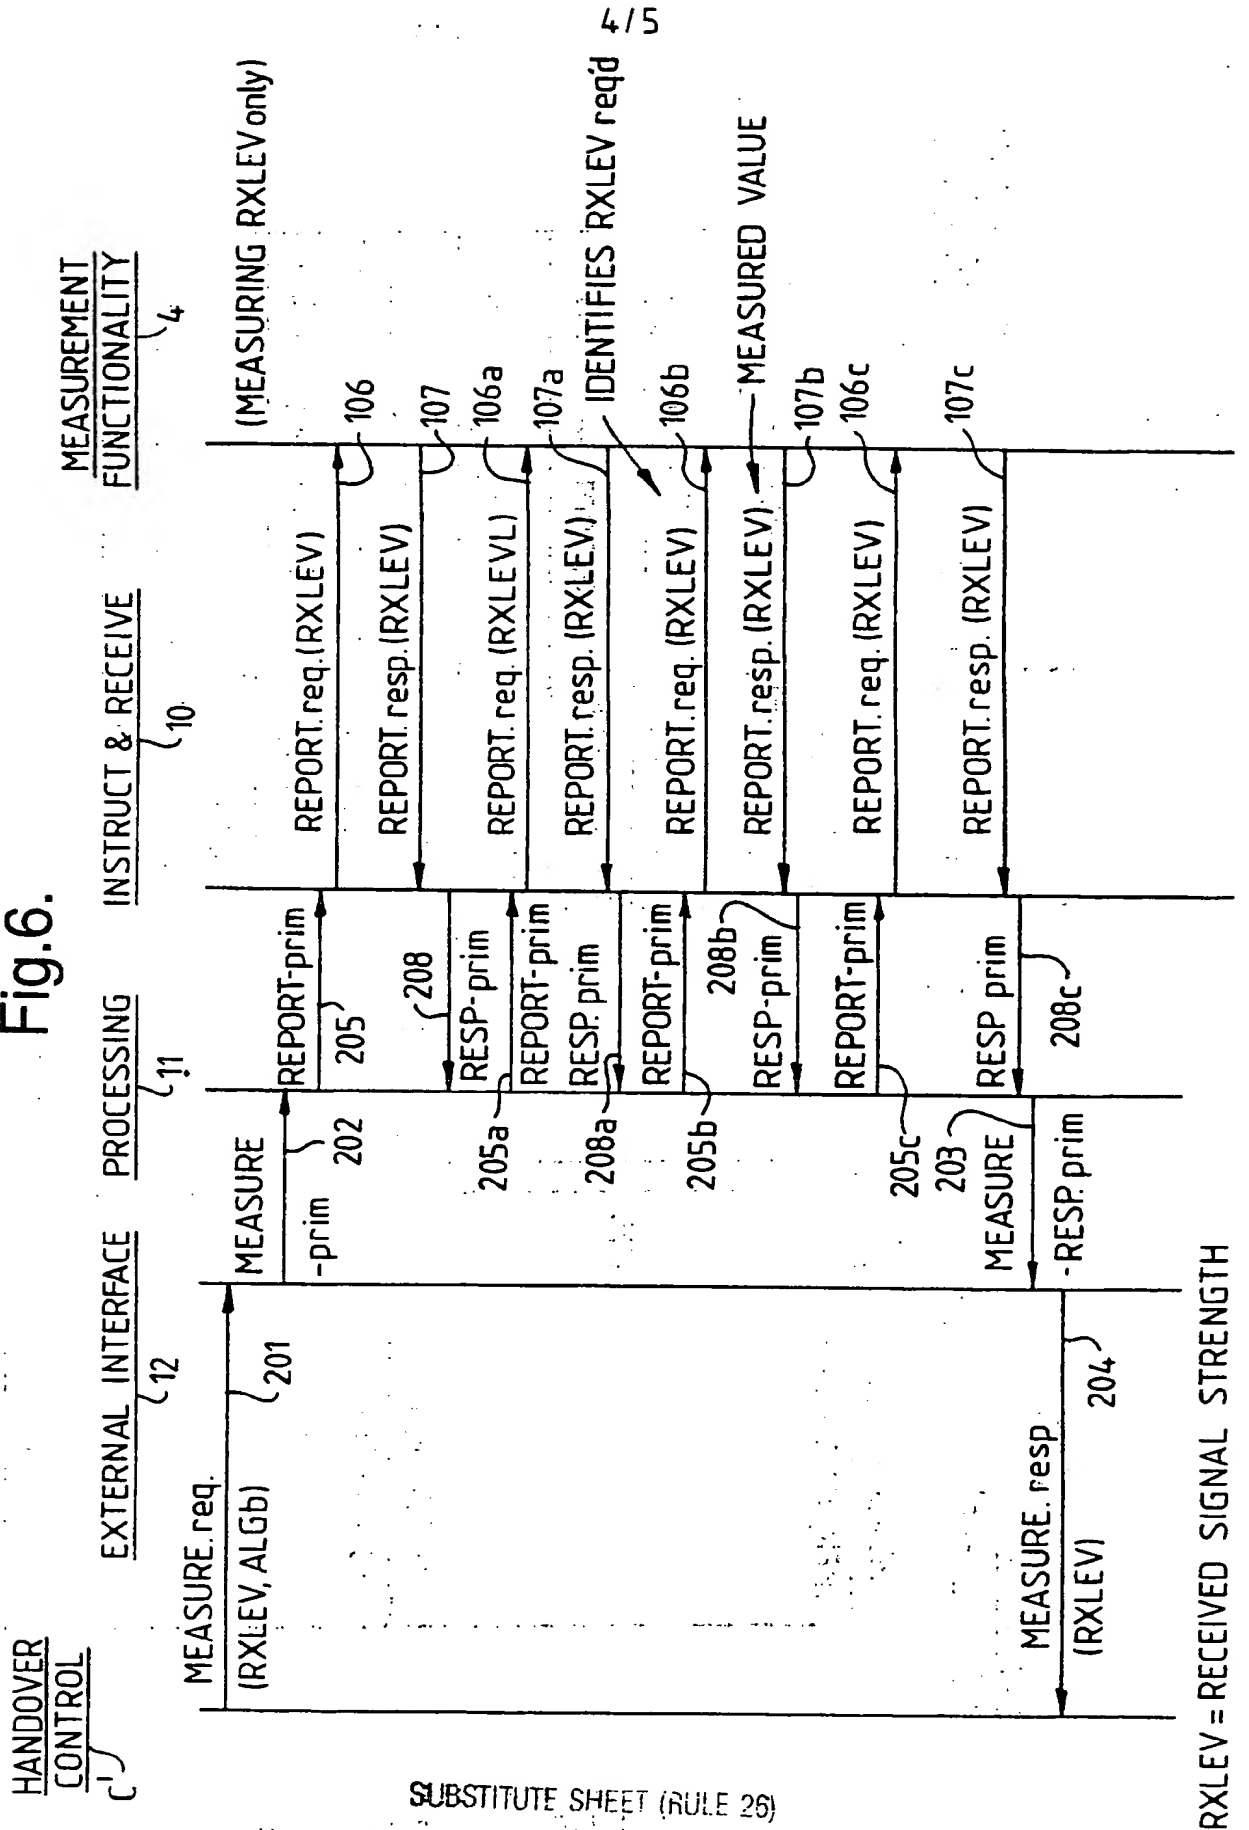 4/5
Fig.6.
HANDOVER
CONTROL
C'
EXTERNAL INTERFACE
12
PROCESSING
11
INSTRUCT & RECEIVE
10
MEASUREMENT
FUNCTIONALITY
4
(MEASURING RXLEV only)
MEASURE.req.
(RXLEV, ALGb)
201
MEASURE
-prim
202
REPORT-prim
205
REPORT.req.(RXLEV)
106
REPORT.resp.(RXLEV)
107
208
RESP-prim
205a
REPORT-prim
REPORT.req.(RXLEVL)
106a
REPORT.resp.(RXLEV)
107a
RESP.prim
208a
IDENTIFIES RXLEV req'd
REPORT-prim
205b
REPORT.req.(RXLEV)
106b
MEASURED VALUE
REPORT.resp.(RXLEV)
107b
208b
RESP-prim
REPORT-prim
205c
REPORT.req.(RXLEV)
106c
REPORT.resp.(RXLEV)
107c
RESP prim
208c
203
MEASURE
-RESP.prim
MEASURE.resp
(RXLEV)
204
RXLEV = RECEIVED SIGNAL STRENGTH
SUBSTITUTE SHEET (RULE 26)